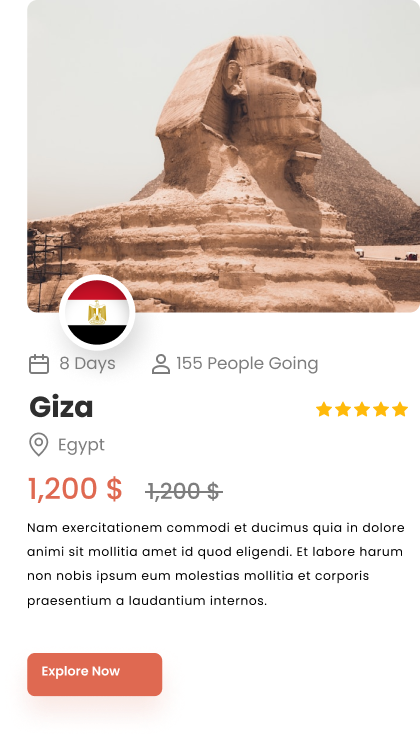 8 Days 155 People Going
Giza
Egypt
1,200 $ 1,200 $
Nam exercitationem commodi et ducimus quia in dolore
animi sit mollitia amet id quod eligendi. Et labore harum
non nobis ipsum eum molestias mollitia et corporis
praesentium a laudantium internos.
Explore Now